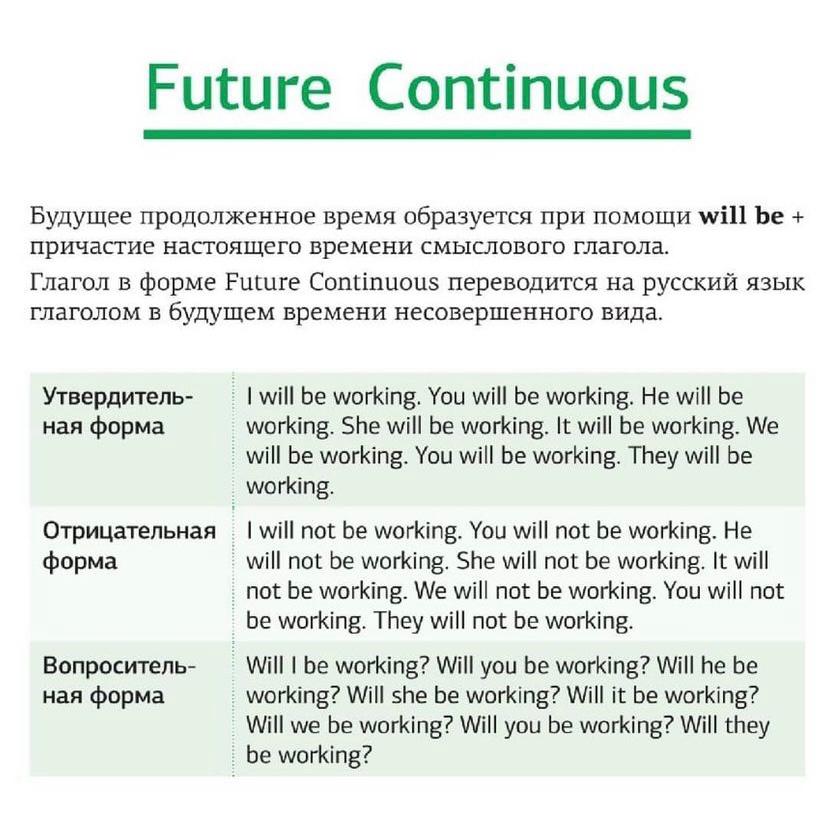 Future Continuous
Будущее продолженное время образуется при помощи will be +
причастие настоящего времени смыслового глагола.
Глагол в форме Future Continuous переводится на русский язык
глаголом в будущем времени несовершенного вида.
Утвердитель-
ная форма
I will be working. You will be working. He will be
working. She will be working. It will be working. We
will be working. You will be working. They will be
working.
Отрицательная
форма
I will not be working. You will not be working. He
will not be working. She will not be working. It will
not be working. We will not be working. You will not
be working. They will not be working.
Вопроситель-
ная форма
Will I be working? Will you be working? Will he be
working? Will she be working? Will it be working?
Will we be working? Will you be working? Will they
be working?